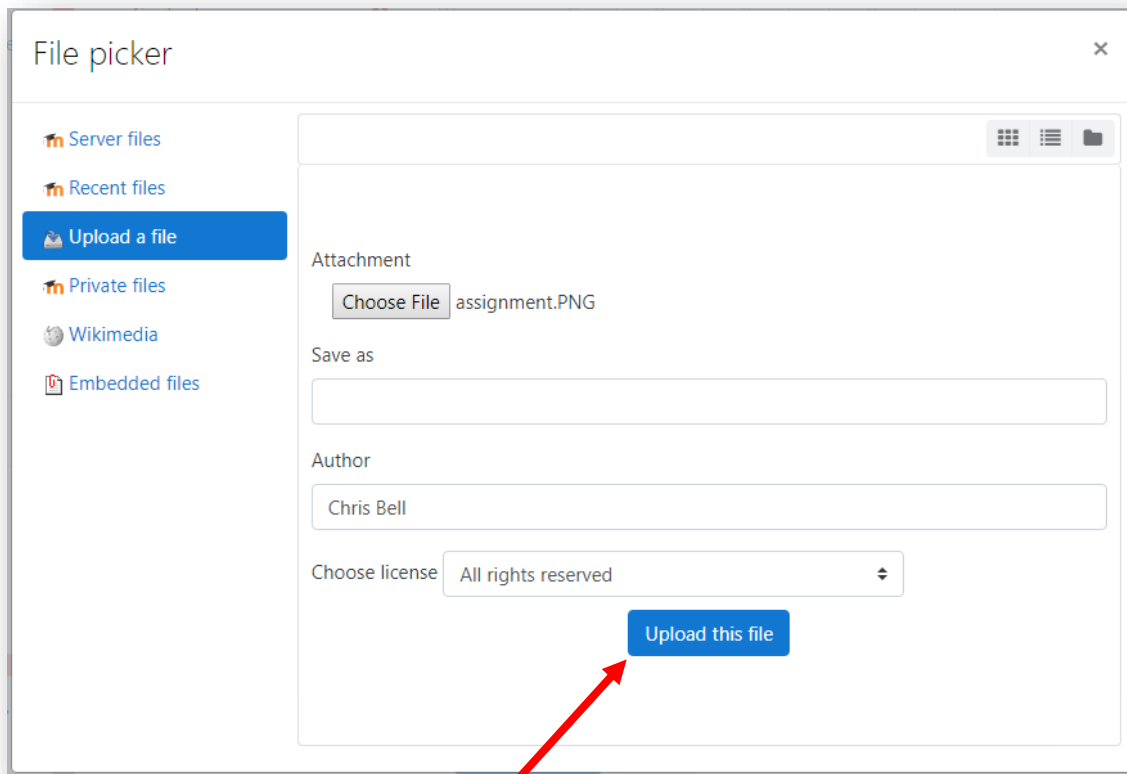 File picker
×
Server files
Recent files
Upload a file
Private files
Wikimedia
Embedded files
Attachment
Choose File assignment.PNG
Save as
Author
Chris Bell
Choose license All rights reserved
Upload this file